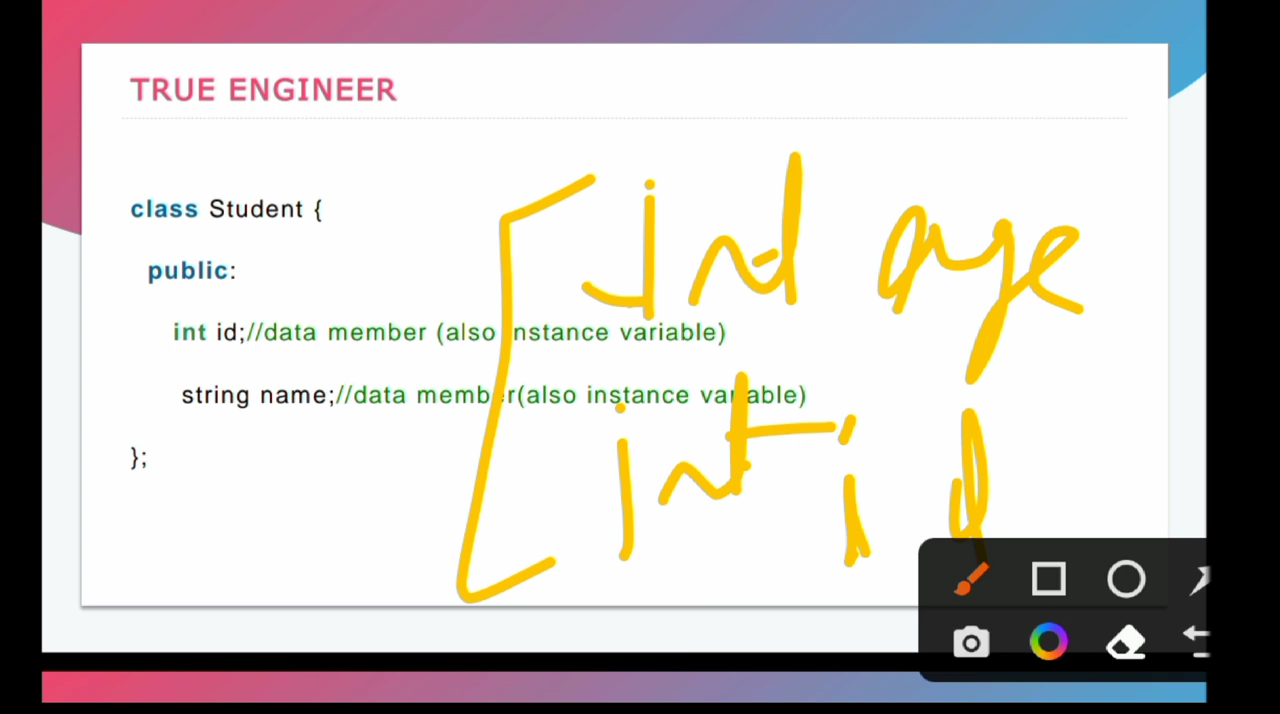 TRUE ENGINEER
class Student {
public:
int id;//data member (also instance variable)
string name;//data member(also instance variable)
};
int age
int id